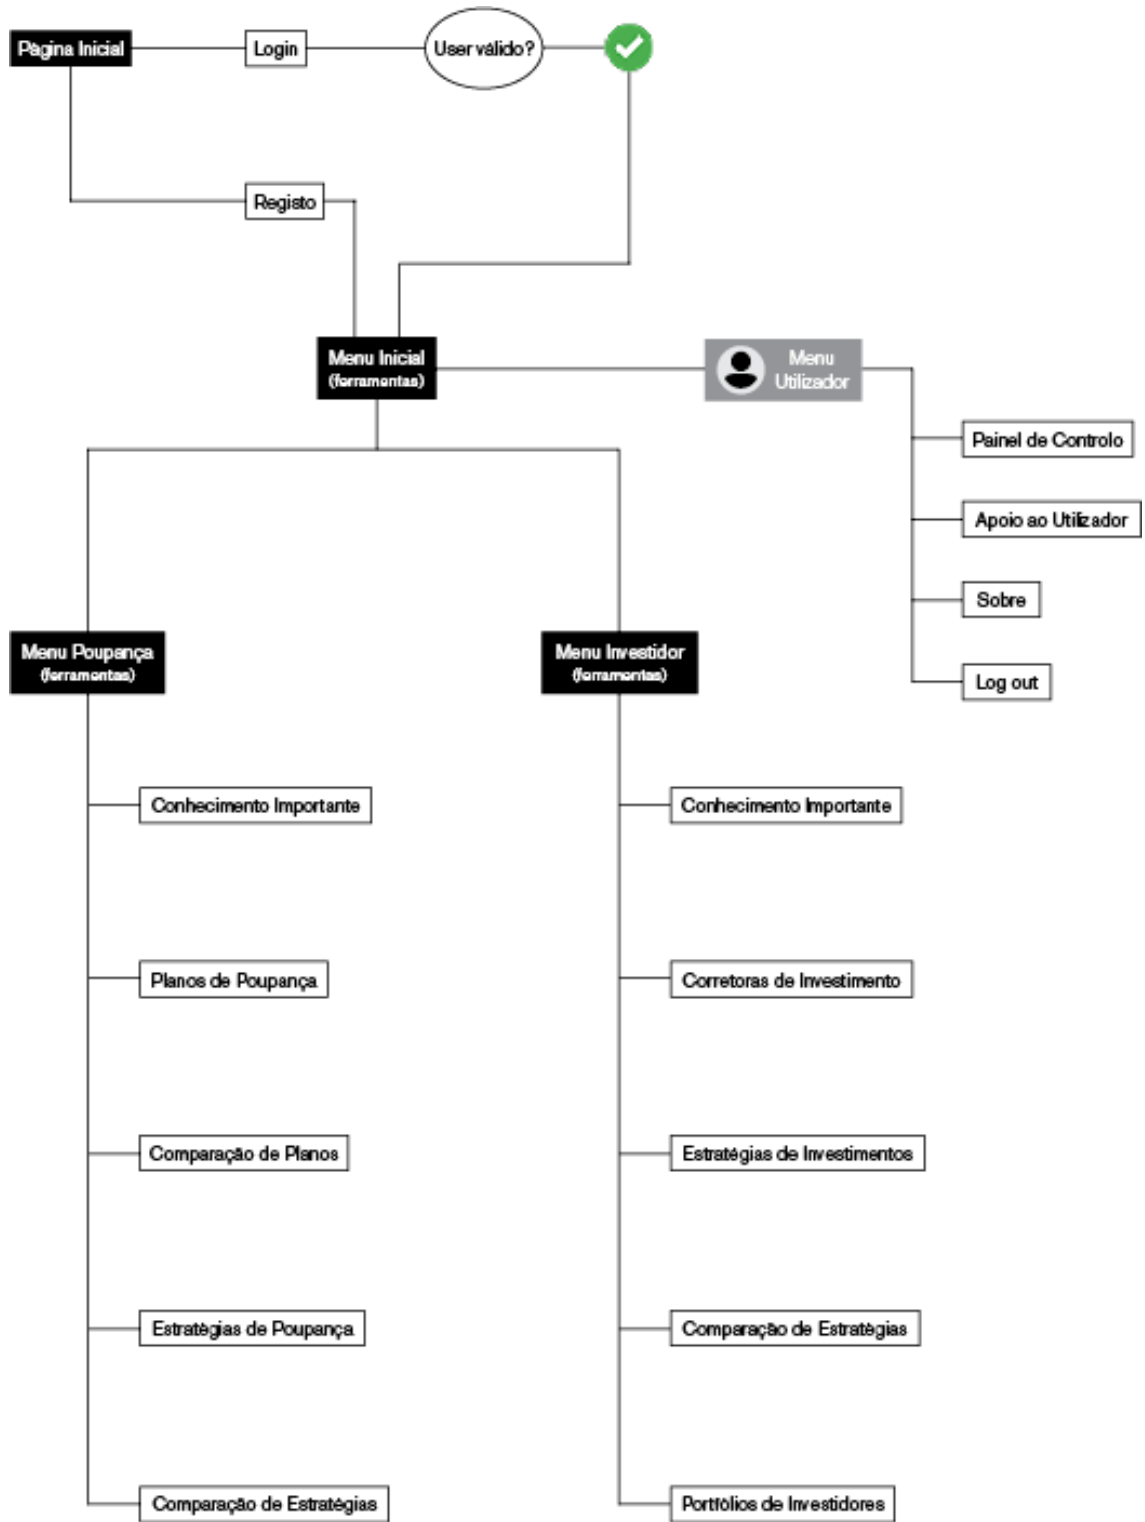 Página Inicial
Login
User válido?
Registo
Menu Inicial
(ferramentas)
Menu
Utilizador
Painel de Controlo
Apoio ao Utilizador
Sobre
Log out
Menu Poupança
(ferramentas)
Menu Investidor
(ferramentas)
Conhecimento Importante
Conhecimento Importante
Planos de Poupança
Corretoras de Investimento
Comparação de Planos
Estratégias de Investimentos
Estratégias de Poupança
Comparação de Estratégias
Comparação de Estratégias
Portfólios de Investidores